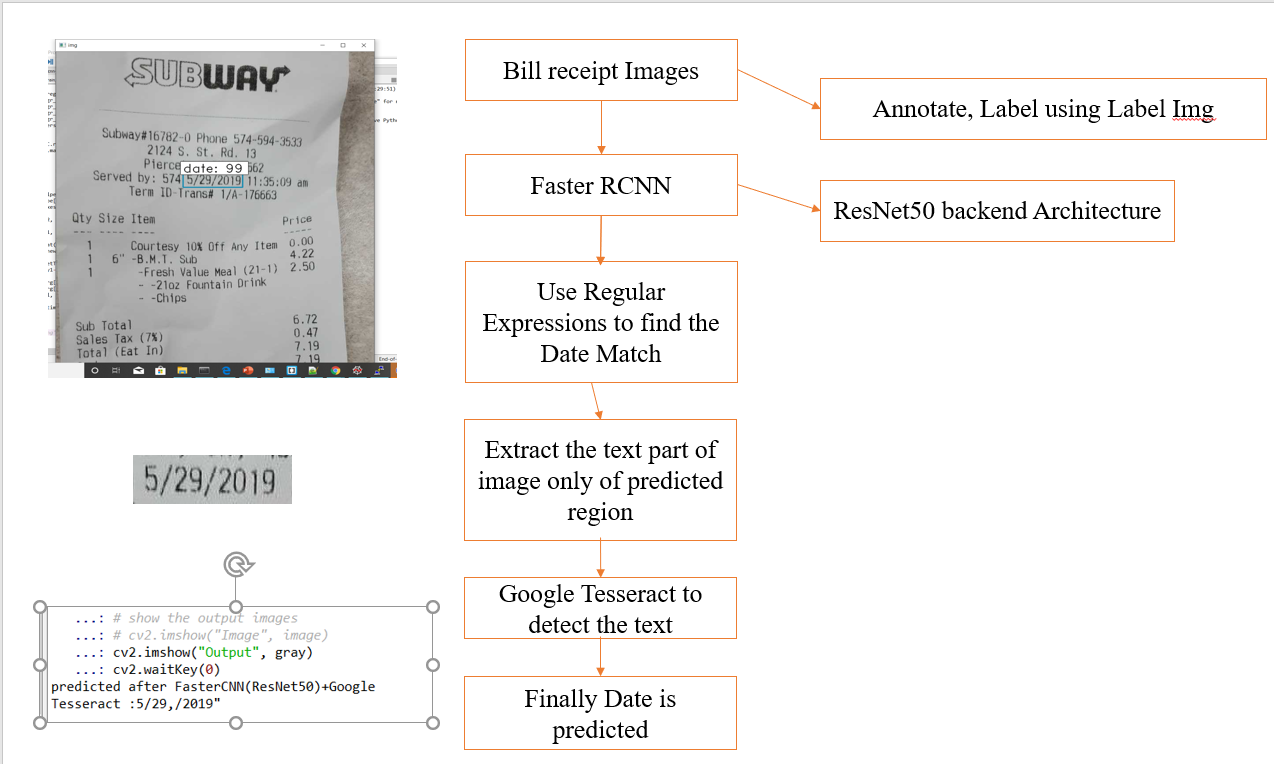 img
SUBWAY
Subway#16782-0 Phone 574-594-3533
2124 S. St. Rd. 13
Pierce
date: 99
562
Served by: 574 5/29/2019 11:35:09 am
Term ID-Trans# 1/A-176663
Qty Size Item Price
--- ---- ---- -----
1 Courtesy 10% Off Any Item 0.00
1 6" -B.M.T. Sub 4.22
1 -Fresh Value Meal (21-1) 2.50
- -21oz Fountain Drink
- -Chips
Sub Total 6.72
Sales Tax (7%) 0.47
Total (Eat In) 7.19
7.19
5/29/2019
...: # show the output images
...: # cv2.imshow("Image", image)
...: cv2.imshow("Output", gray)
...: cv2.waitKey(0)
predicted after FasterCNN(ResNet50)+Google
Tesseract :5/29,/2019"
Bill receipt Images
Annotate, Label using Label Img
Faster RCNN
ResNet50 backend Architecture
Use Regular
Expressions to find the
Date Match
Extract the text part of
image only of predicted
region
Google Tesseract to
detect the text
Finally Date is
predicted